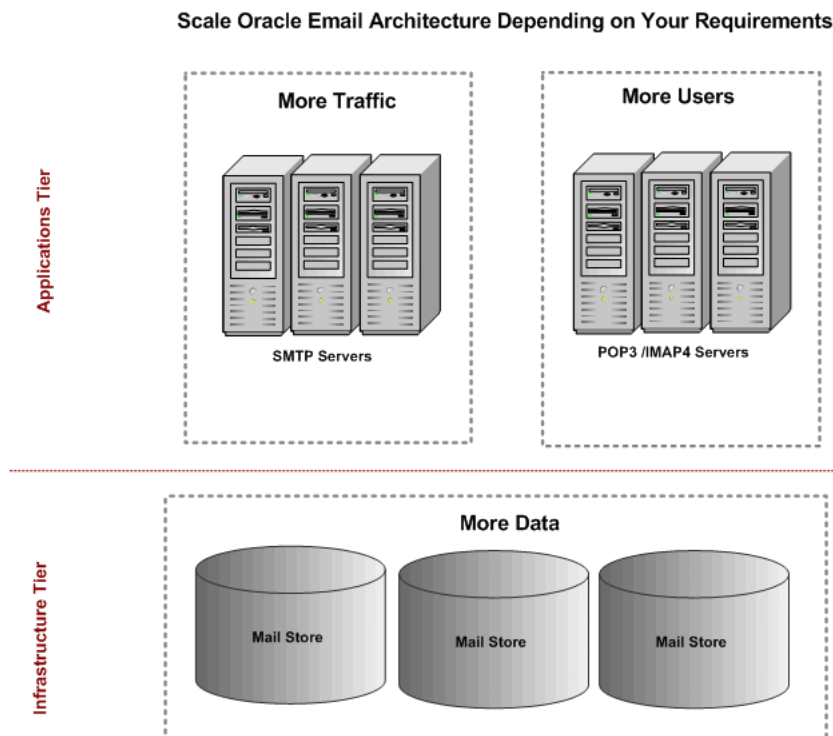 Scale Oracle Email Architecture Depending on Your Requirements
More Traffic
More Users
Applications Tier
SMTP Servers
POP3 /IMAP4 Servers
More Data
Infrastructure Tier
Mail Store
Mail Store
Mail Store